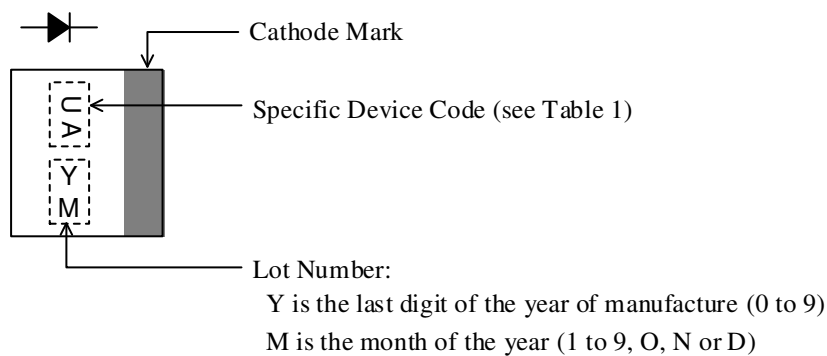 Cathode Mark
U
A
Specific Device Code (see Table 1)
Y
M
Lot Number:
Y is the last digit of the year of manufacture (0 to 9)
M is the month of the year (1 to 9, O, N or D)